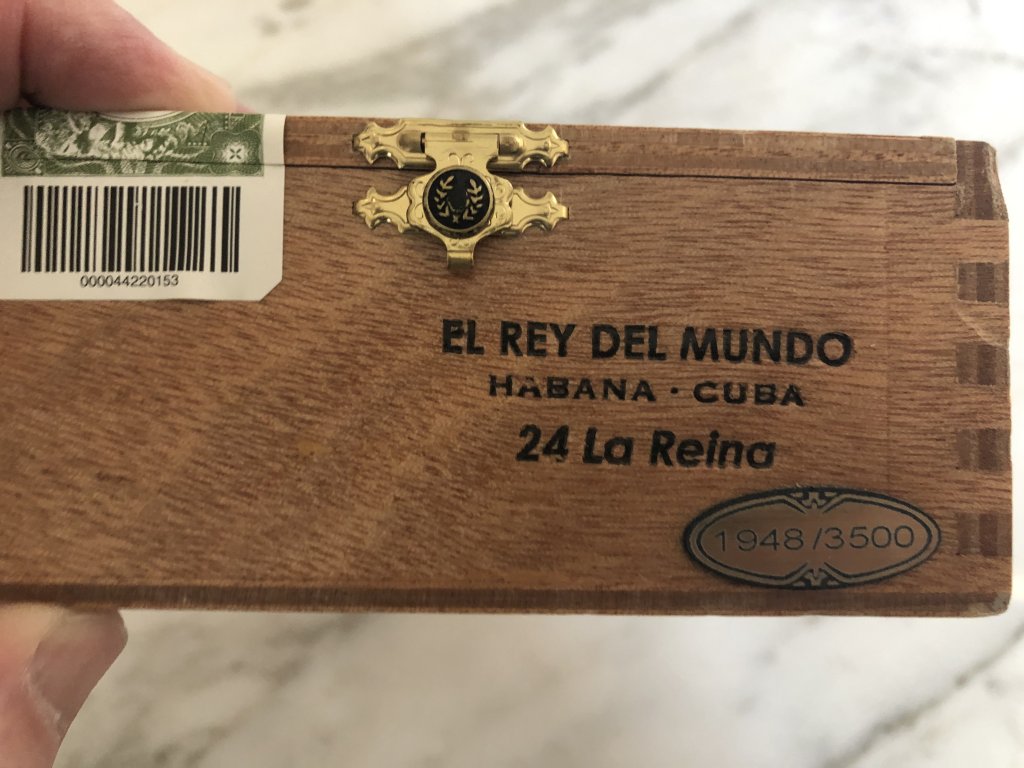 000044220153
EL REY DEL MUNDO
HABANA · CUBA
24 La Reina
1948/3500